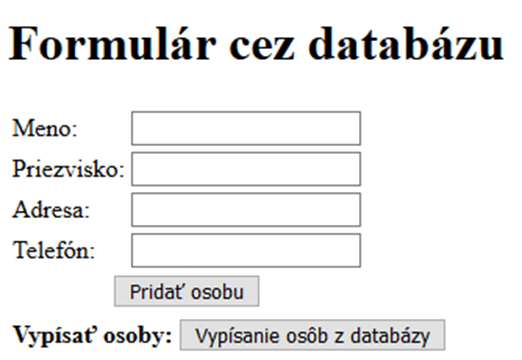 Formulár cez databázu
Meno:
Priezvisko:
Adresa:
Telefón:
Pridať osobu
Vypísať osoby: Vypísanie osôb z databázy